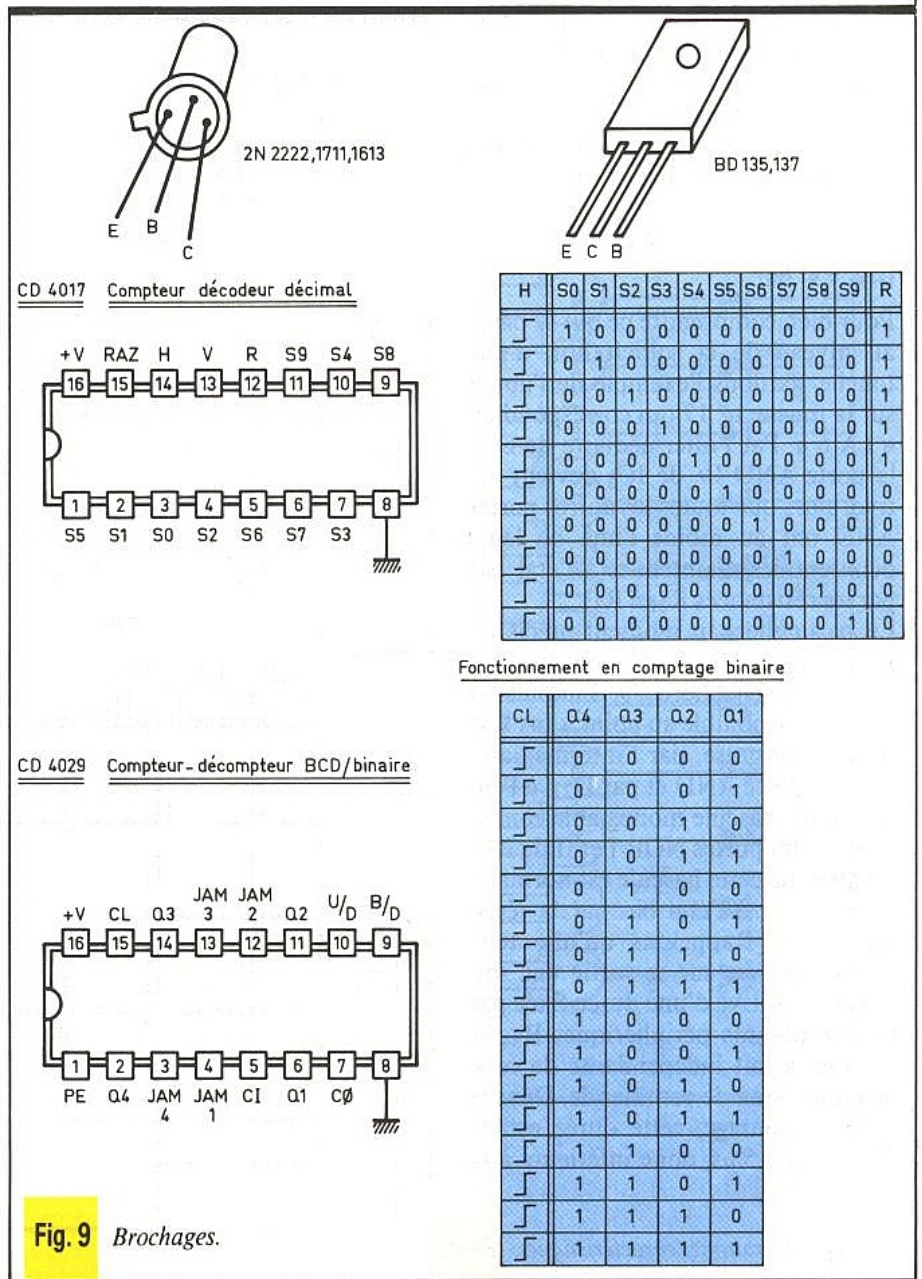 2N 2222,1711,1613
E B C
BD 135,137
E C B
CD 4017 Compteur décodeur décimal
+V RAZ H V R S9 S4 S8
16 15 14 13 12 11 10 9
1 2 3 4 5 6 7 8
S5 S1 S0 S2 S6 S7 S3
H S0 S1 S2 S3 S4 S5 S6 S7 S8 S9 R
1 0 0 0 0 0 0 0 0 0 1
0 1 0 0 0 0 0 0 0 0 1
0 0 1 0 0 0 0 0 0 0 1
0 0 0 1 0 0 0 0 0 0 1
0 0 0 0 1 0 0 0 0 0 1
0 0 0 0 0 1 0 0 0 0 0
0 0 0 0 0 0 1 0 0 0 0
0 0 0 0 0 0 0 1 0 0 0
0 0 0 0 0 0 0 0 1 0 0
0 0 0 0 0 0 0 0 0 1 0
CD 4029 Compteur-décompteur BCD/binaire
+V CL Q3 JAM 3 JAM 2 Q2 U/D B/D
16 15 14 13 12 11 10 9
1 2 3 4 5 6 7 8
PE Q4 JAM 4 JAM 1 CI Q1 CØ
Fonctionnement en comptage binaire
CL Q4 Q3 Q2 Q1
0 0 0 0
0 0 0 1
0 0 1 0
0 0 1 1
0 1 0 0
0 1 0 1
0 1 1 0
0 1 1 1
1 0 0 0
1 0 0 1
1 0 1 0
1 0 1 1
1 1 0 0
1 1 0 1
1 1 1 0
1 1 1 1
Fig. 9 Brochages.